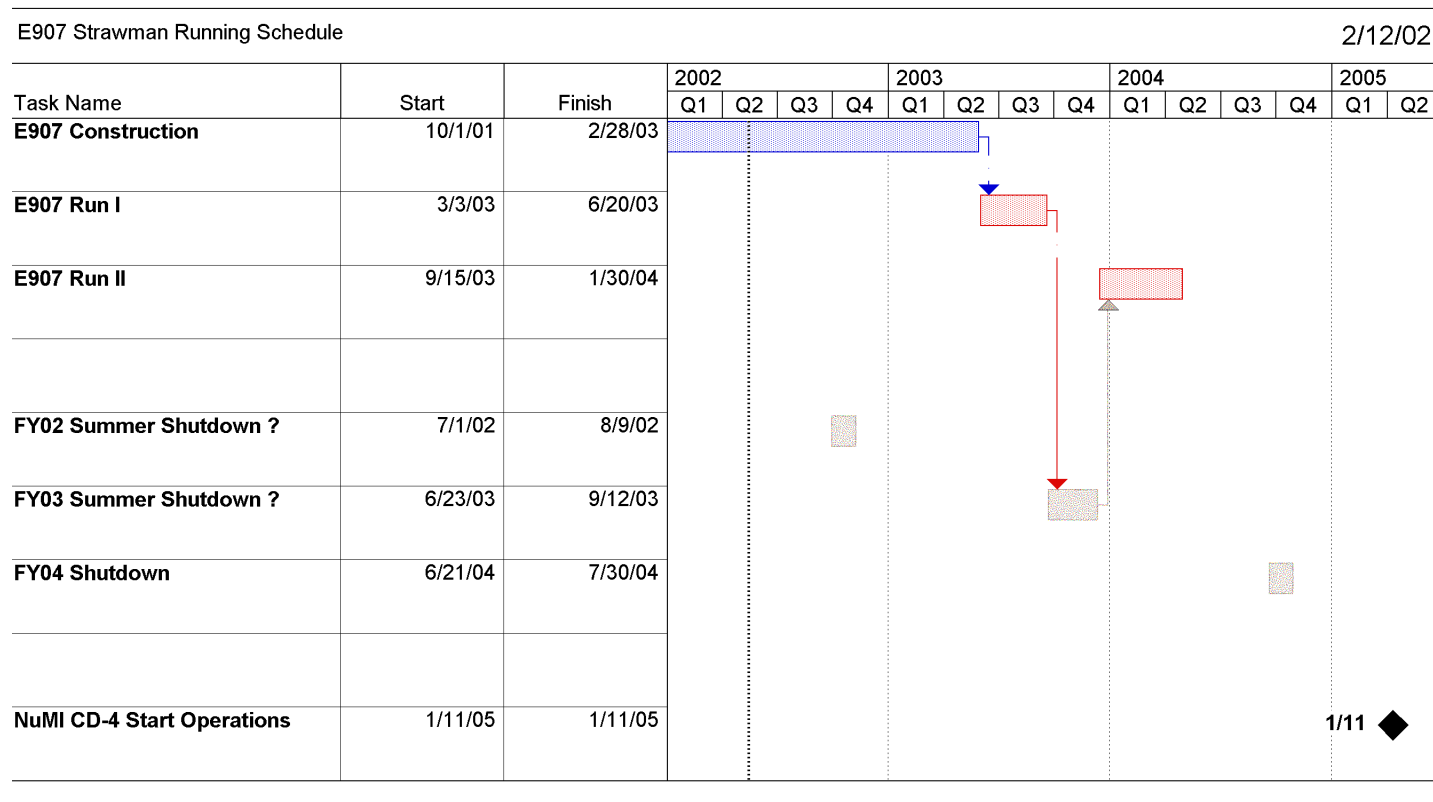 E907 Strawman Running Schedule 2/12/02
2002 2003 2004 2005
Task Name Start Finish Q1 Q2 Q3 Q4 Q1 Q2 Q3 Q4 Q1 Q2 Q3 Q4 Q1 Q2
E907 Construction 10/1/01 2/28/03
E907 Run I 3/3/03 6/20/03
E907 Run II 9/15/03 1/30/04
FY02 Summer Shutdown ? 7/1/02 8/9/02
FY03 Summer Shutdown ? 6/23/03 9/12/03
FY04 Shutdown 6/21/04 7/30/04
NuMI CD-4 Start Operations 1/11/05 1/11/05 1/11